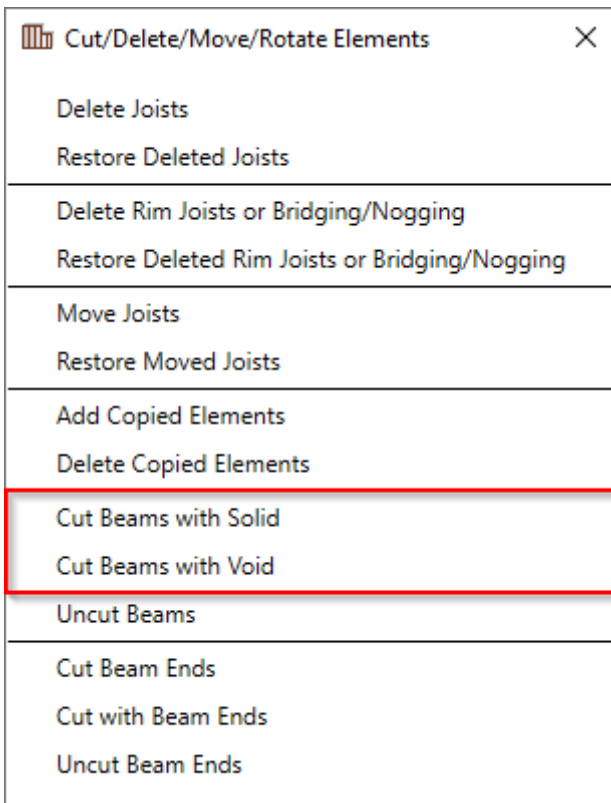 Cut/Delete/Move/Rotate Elements
Delete Joists
Restore Deleted Joists
Delete Rim Joists or Bridging/Nogging
Restore Deleted Rim Joists or Bridging/Nogging
Move Joists
Restore Moved Joists
Add Copied Elements
Delete Copied Elements
Cut Beams with Solid
Cut Beams with Void
Uncut Beams
Cut Beam Ends
Cut with Beam Ends
Uncut Beam Ends